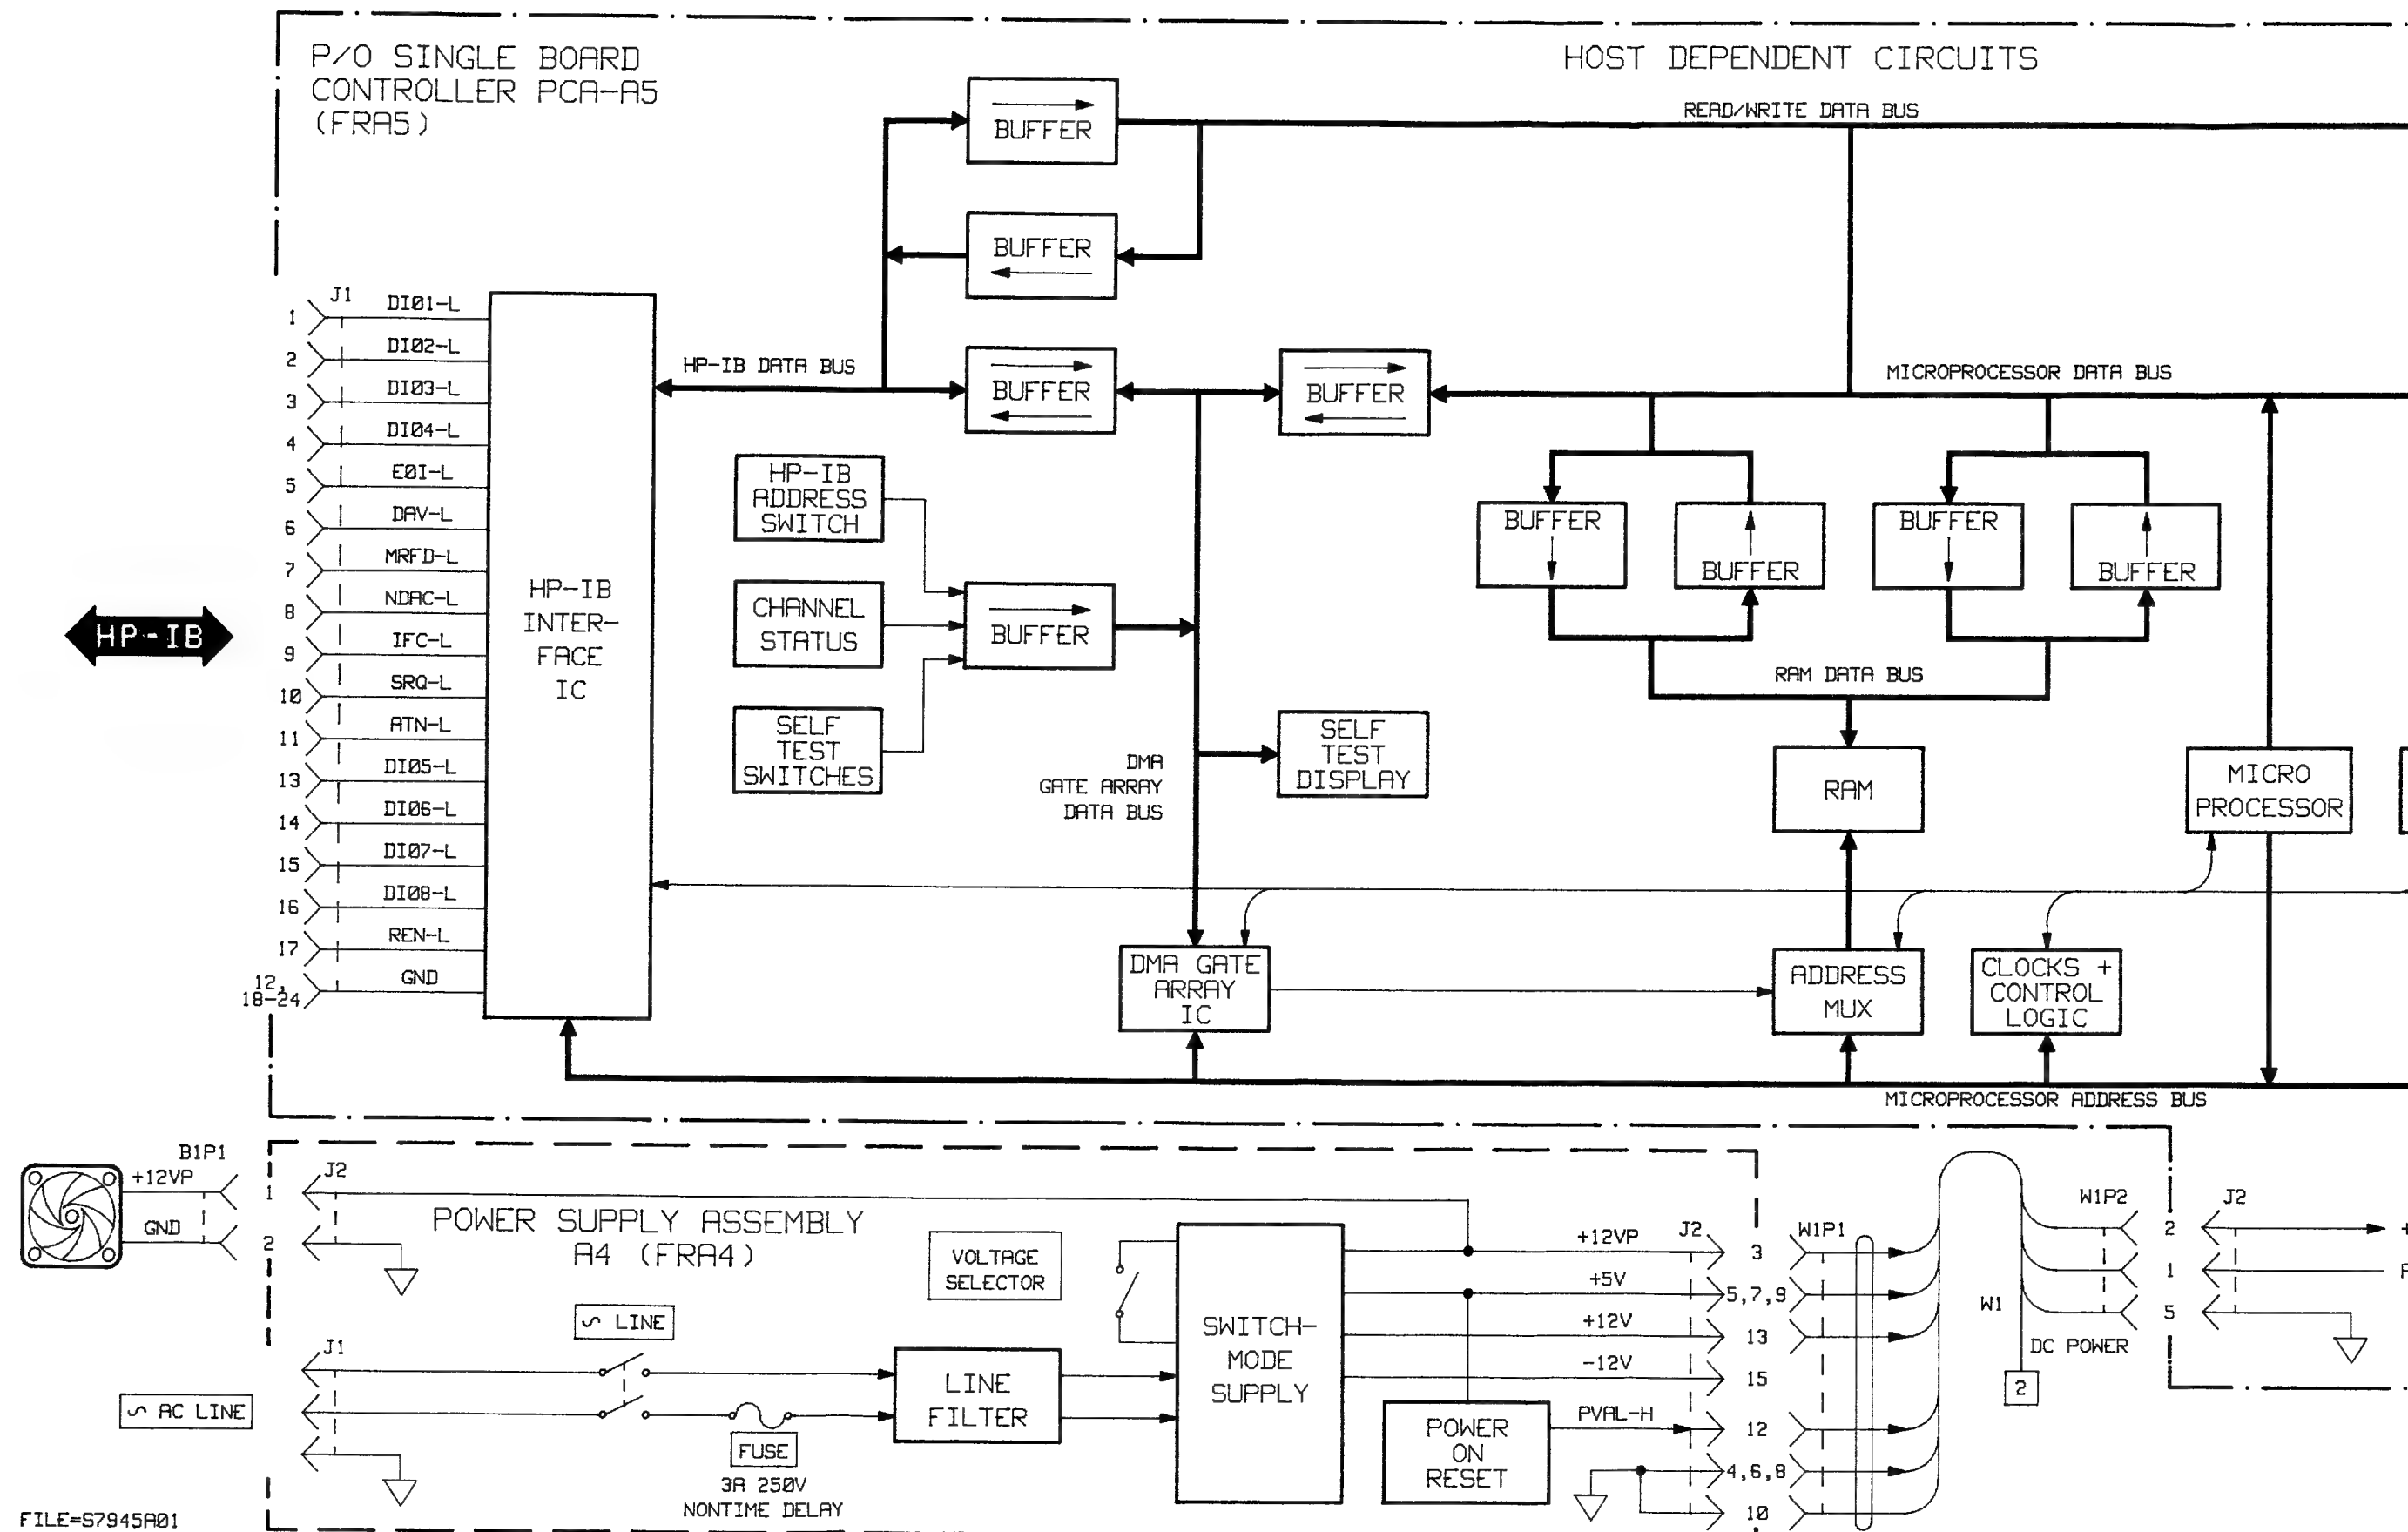 P/O SINGLE BOARD
CONTROLLER PCA-A5
(FRA5)
HOST DEPENDENT CIRCUITS
READ/WRITE DATA BUS
BUFFER
BUFFER
J1
1 DI01-L
2 DI02-L
3 DI03-L
4 DI04-L
5 E0I-L
6 DAV-L
7 MRFD-L
8 NDAC-L
9 IFC-L
10 SRQ-L
11 ATN-L
13 DI05-L
14 DI06-L
15 DI07-L
16 DI08-L
17 REN-L
12,
18-24
GND
HP-IB
HP-IB
INTER-
FACE
IC
HP-IB DATA BUS
BUFFER
BUFFER
MICROPROCESSOR DATA BUS
HP-IB
ADDRESS
SWITCH
CHANNEL
STATUS
SELF
TEST
SWITCHES
BUFFER
BUFFER
BUFFER
BUFFER
BUFFER
RAM DATA BUS
DMA
GATE ARRAY
DATA BUS
SELF
TEST
DISPLAY
RAM
MICRO
PROCESSOR
DMA GATE
ARRAY
IC
ADDRESS
MUX
CLOCKS +
CONTROL
LOGIC
MICROPROCESSOR ADDRESS BUS
B1P1
+12VP
GND
1
2
J2
POWER SUPPLY ASSEMBLY
A4 (FRA4)
VOLTAGE
SELECTOR
∿ LINE
J1
∿ AC LINE
FUSE
3A 250V
NONTIME DELAY
LINE
FILTER
SWITCH-
MODE
SUPPLY
POWER
ON
RESET
J2
W1P1
+12VP 3
+5V 5,7,9
+12V 13
-12V 15
PVAL-H 12
4,6,8
10
W1
DC POWER
2
W1P2
J2
2
1
5
FILE=S7945A01